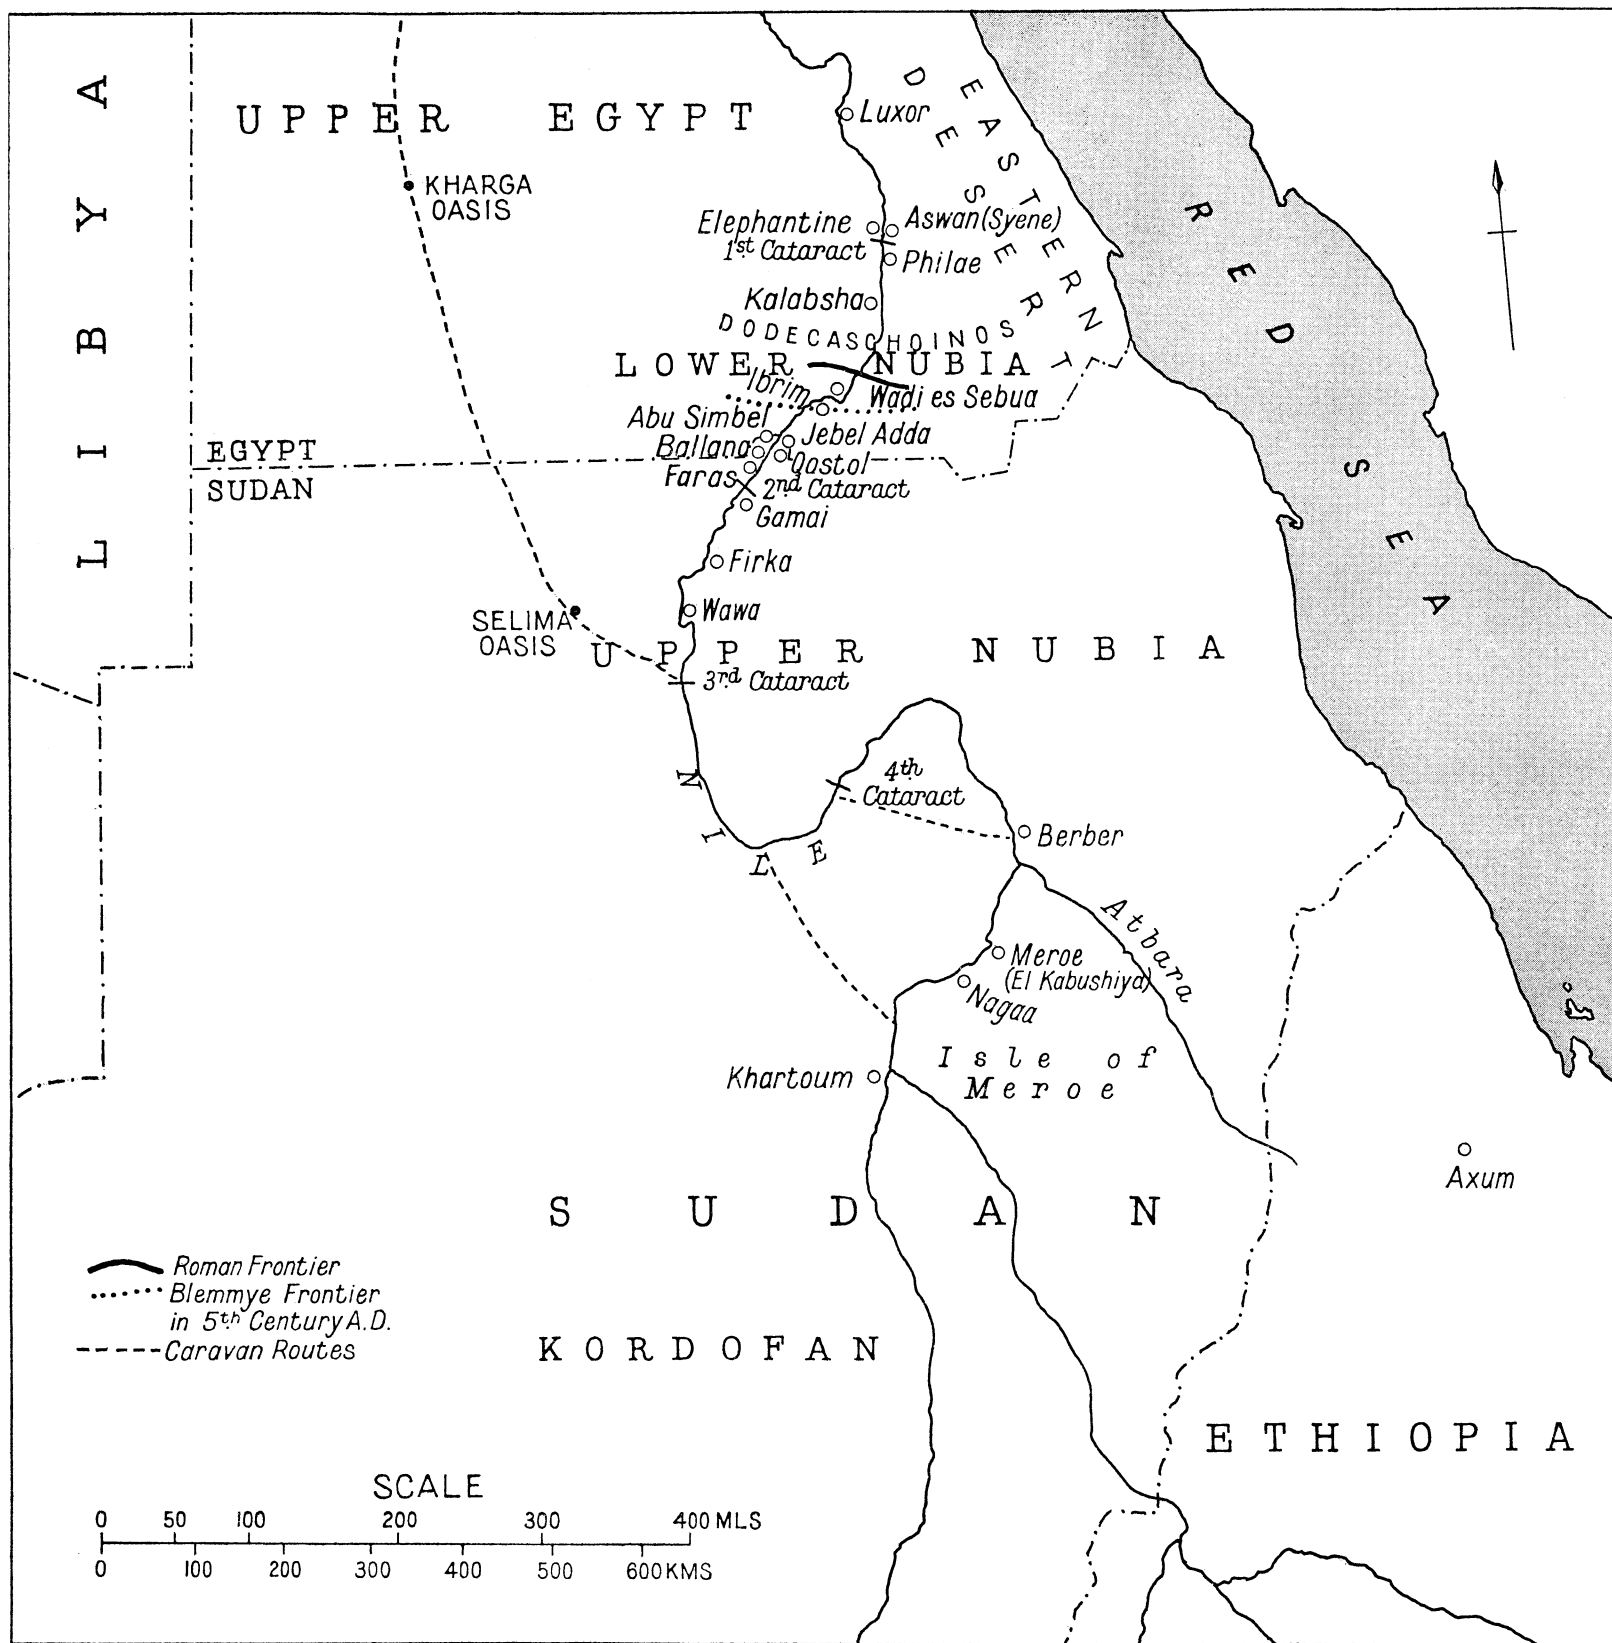 LIBYA
UPPER EGYPT
EASTERN
DESERT
RED SEA
Luxor
KHARGA
OASIS
Elephantine
Aswan (Syene)
1st Cataract
Philae
Kalabsha
DODECASCHOINOS
LOWER NUBIA
Ibrim
Wadi es Sebua
Abu Simbel
Jebel Adda
Ballana
Qostol
EGYPT
SUDAN
Faras
2nd Cataract
Gamai
Firka
Wawa
SELIMA
OASIS
UPPER NUBIA
3rd Cataract
4th
Cataract
NILE
Berber
Atbara
Meroe
(El Kabushiya)
Nagaa
Isle of
Meroe
Khartoum
Axum
SUDAN
Roman Frontier
Blemmye Frontier
in 5th Century A.D.
Caravan Routes
KORDOFAN
ETHIOPIA
SCALE
0 50 100 200 300 400 MLS
0 100 200 300 400 500 600 KMS